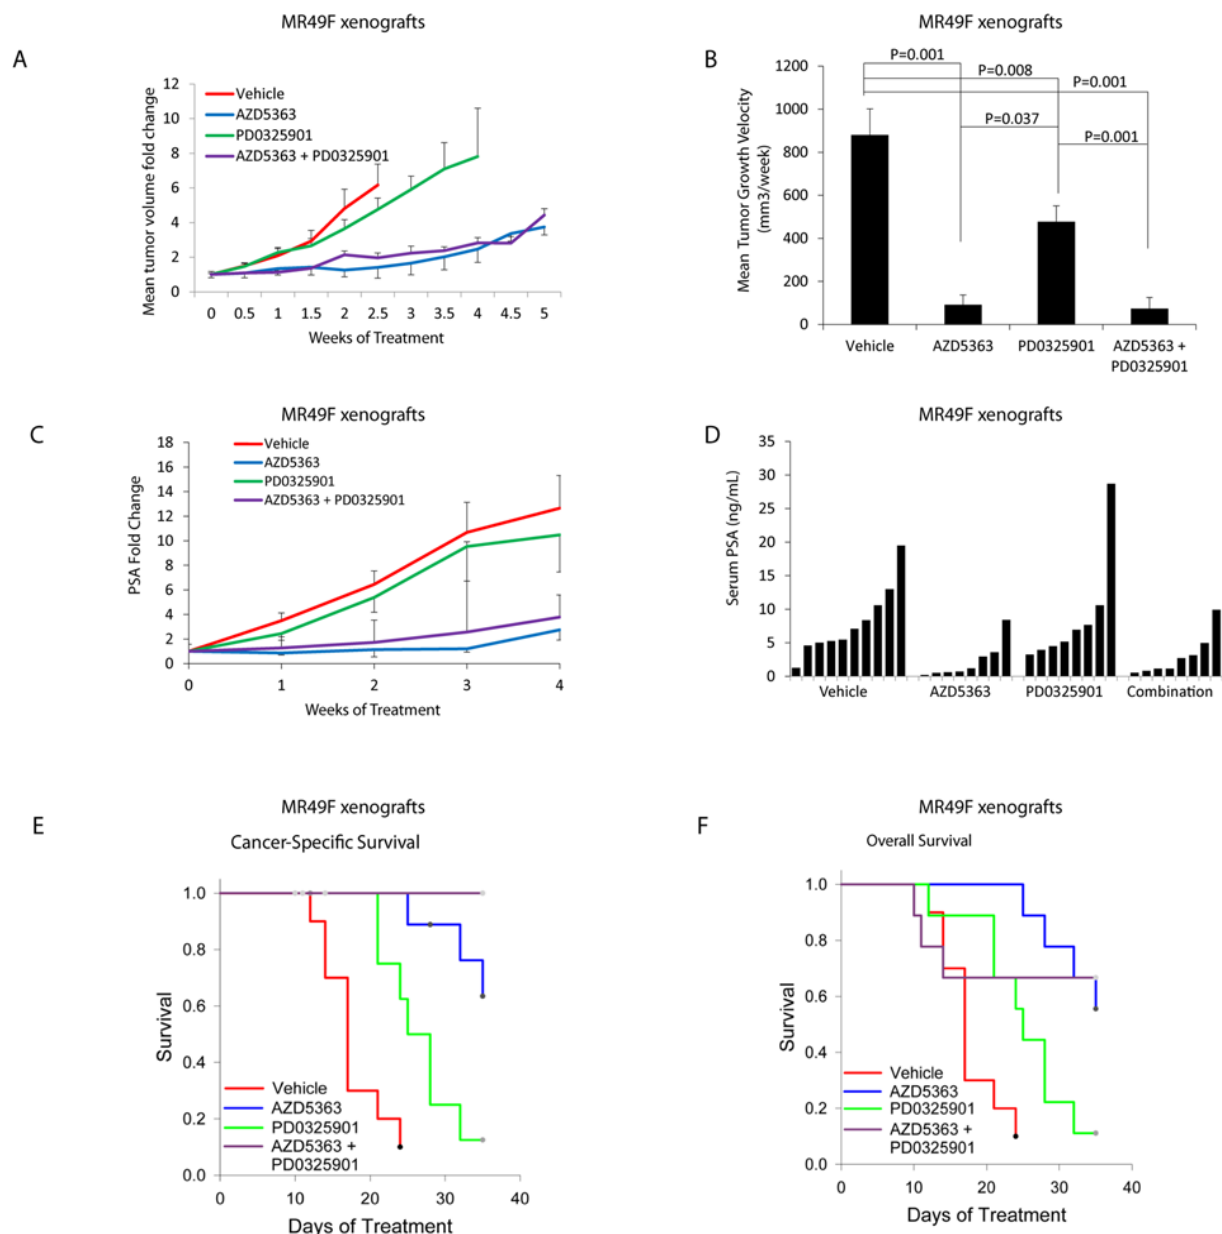 MR49F xenografts
A
12
10
8
6
4
2
0
Mean tumor volume fold change
Vehicle
AZD5363
PD0325901
AZD5363 + PD0325901
0 0.5 1 1.5 2 2.5 3 3.5 4 4.5 5
Weeks of Treatment
MR49F xenografts
B
1200
1000
800
600
400
200
0
Mean Tumor Growth Velocity
(mm3/week)
P=0.001
P=0.008
P=0.001
P=0.037
P=0.001
Vehicle AZD5363 PD0325901 AZD5363 +
PD0325901
MR49F xenografts
C
18
16
14
12
10
8
6
4
2
0
PSA Fold Change
Vehicle
AZD5363
PD0325901
AZD5363 + PD0325901
0 1 2 3 4
Weeks of Treatment
MR49F xenografts
D
35
30
25
20
15
10
5
0
Serum PSA (ng/mL)
Vehicle AZD5363 PD0325901 Combination
MR49F xenografts
E
Cancer-Specific Survival
1.0
0.8
0.6
0.4
0.2
0.0
Survival
Vehicle
AZD5363
PD0325901
AZD5363 +
PD0325901
0 10 20 30 40
Days of Treatment
MR49F xenografts
F
Overall Survival
1.0
0.8
0.6
0.4
0.2
0.0
Survival
Vehicle
AZD5363
PD0325901
AZD5363 +
PD0325901
0 10 20 30 40
Days of Treatment